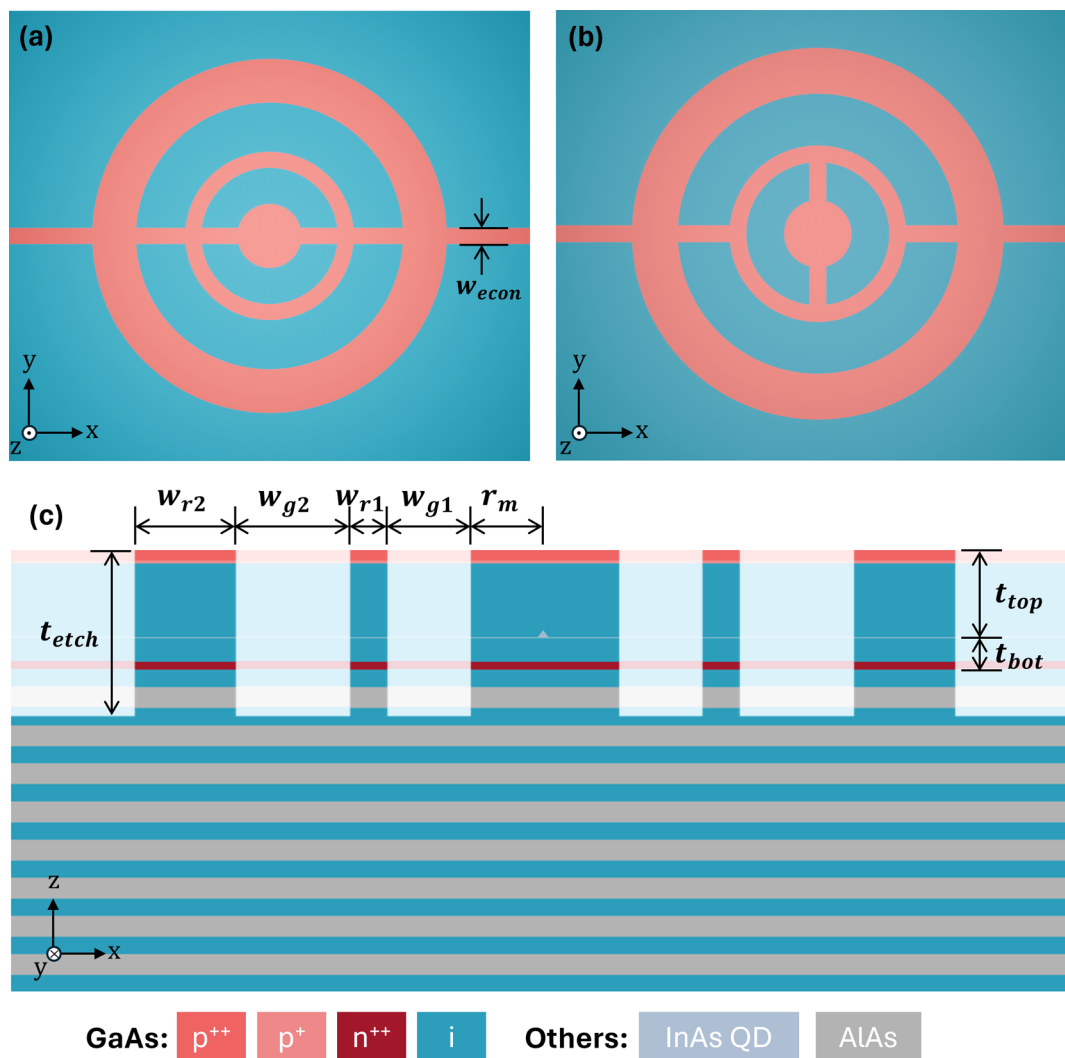 (a)
(b)
w_econ
y
z
x
y
z
x
(c)
w_r2
w_g2
w_r1
w_g1
r_m
t_etch
t_top
t_bot
z
y
x
GaAs: p⁺⁺ p⁺ n⁺⁺ i Others: InAs QD AlAs